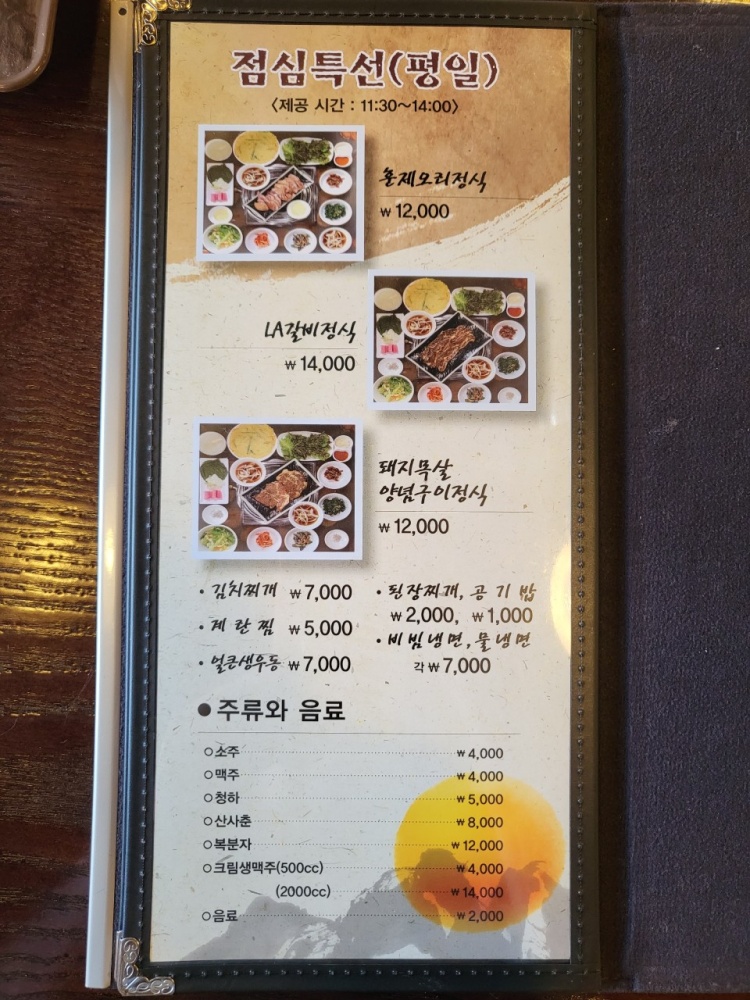 점심특선(평일)
<제공 시간 : 11:30~14:00>
훈제오리정식
₩ 12,000
LA갈비정식
₩ 14,000
돼지목살
양념구이정식
₩ 12,000
· 김치찌개 ₩ 7,000
· 계란찜 ₩ 5,000
· 얼큰생우동 ₩ 7,000
· 된장찌개, 공기밥
₩ 2,000, ₩ 1,000
· 비빔냉면, 물냉면
각 ₩ 7,000
● 주류와 음료
○소주 ₩ 4,000
○맥주 ₩ 4,000
○청하 ₩ 5,000
○산사춘 ₩ 8,000
○복분자 ₩ 12,000
○크림생맥주(500cc) ₩ 4,000
(2000cc) ₩ 14,000
○음료 ₩ 2,000